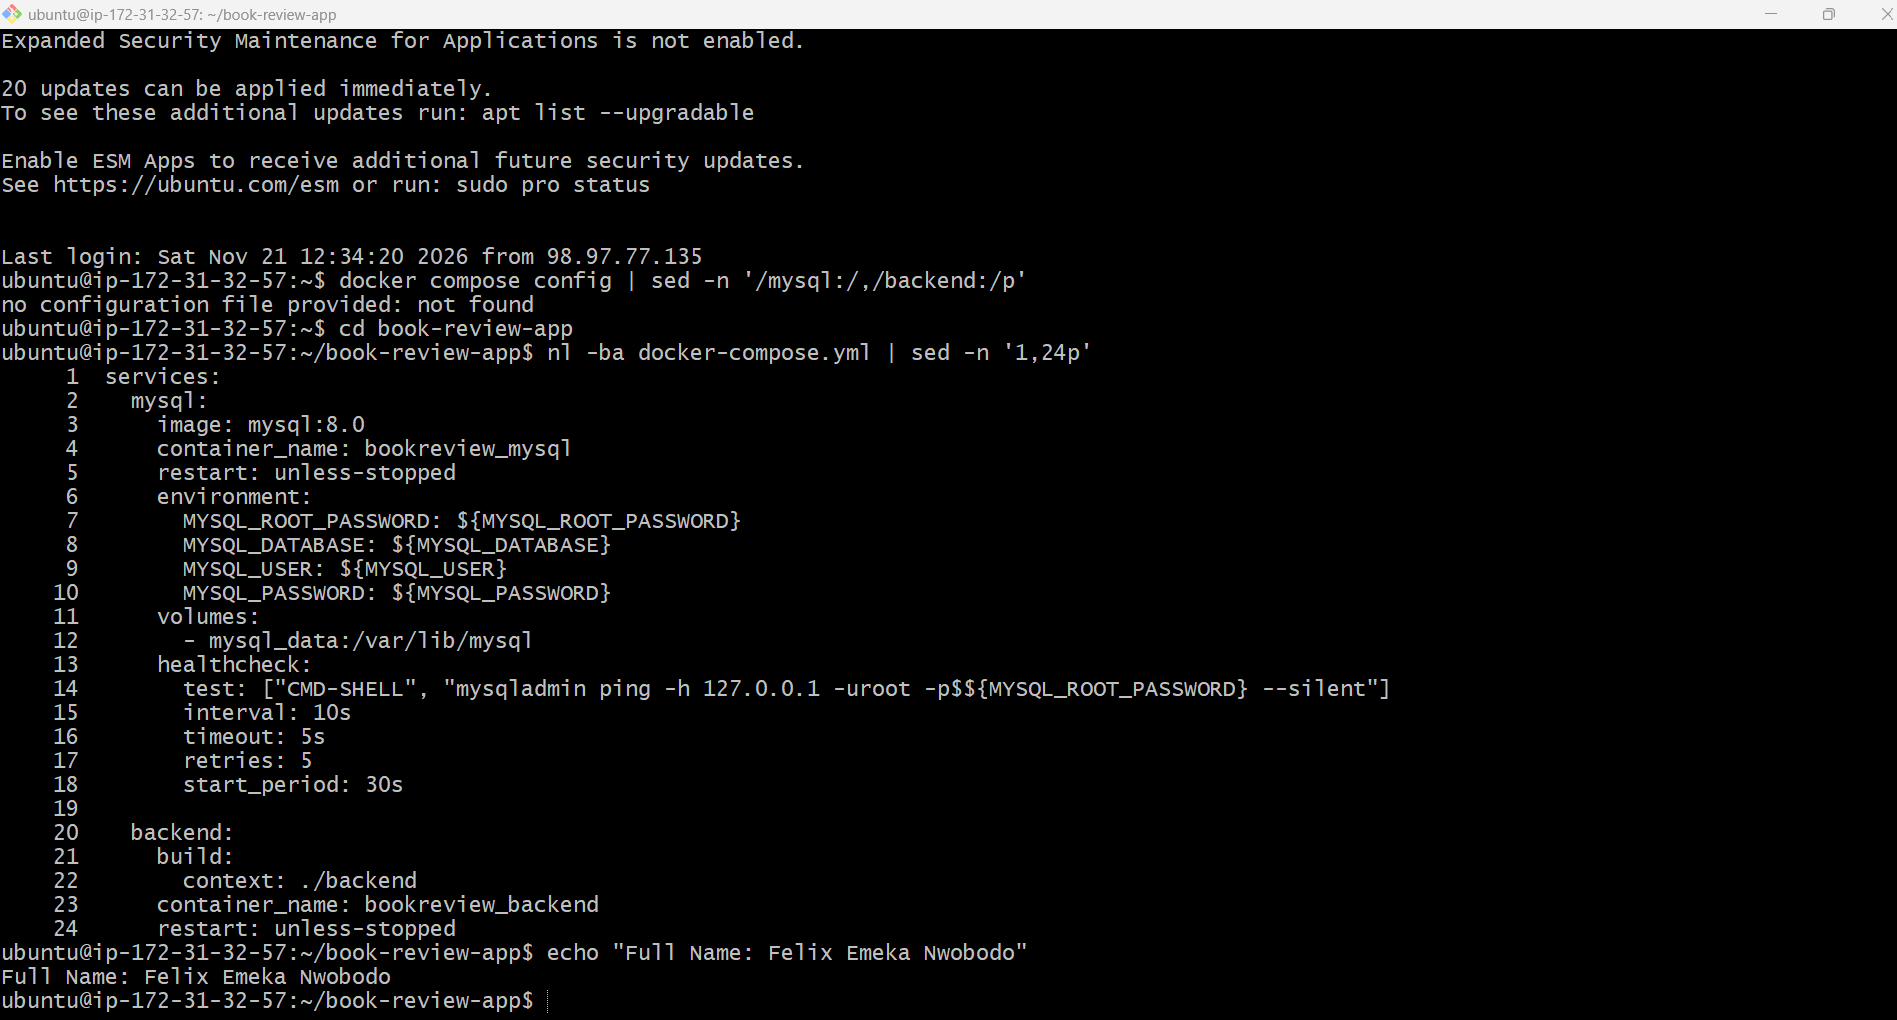 ubuntu@ip-172-31-32-57: ~/book-review-app
Expanded Security Maintenance for Applications is not enabled.
20 updates can be applied immediately.
To see these additional updates run: apt list --upgradable
Enable ESM Apps to receive additional future security updates.
See https://ubuntu.com/esm or run: sudo pro status
Last login: Sat Nov 21 12:34:20 2026 from 98.97.77.135
ubuntu@ip-172-31-32-57:~$ docker compose config | sed -n '/mysql:/,/backend:/p'
no configuration file provided: not found
ubuntu@ip-172-31-32-57:~$ cd book-review-app
ubuntu@ip-172-31-32-57:~/book-review-app$ nl -ba docker-compose.yml | sed -n '1,24p'
     1  services:
     2    mysql:
     3      image: mysql:8.0
     4      container_name: bookreview_mysql
     5      restart: unless-stopped
     6      environment:
     7        MYSQL_ROOT_PASSWORD: ${MYSQL_ROOT_PASSWORD}
     8        MYSQL_DATABASE: ${MYSQL_DATABASE}
     9        MYSQL_USER: ${MYSQL_USER}
    10        MYSQL_PASSWORD: ${MYSQL_PASSWORD}
    11      volumes:
    12        - mysql_data:/var/lib/mysql
    13      healthcheck:
    14        test: ["CMD-SHELL", "mysqladmin ping -h 127.0.0.1 -uroot -p$${MYSQL_ROOT_PASSWORD} --silent"]
    15        interval: 10s
    16        timeout: 5s
    17        retries: 5
    18        start_period: 30s
    19
    20    backend:
    21      build:
    22        context: ./backend
    23      container_name: bookreview_backend
    24      restart: unless-stopped
ubuntu@ip-172-31-32-57:~/book-review-app$ echo "Full Name: Felix Emeka Nwobodo"
Full Name: Felix Emeka Nwobodo
ubuntu@ip-172-31-32-57:~/book-review-app$